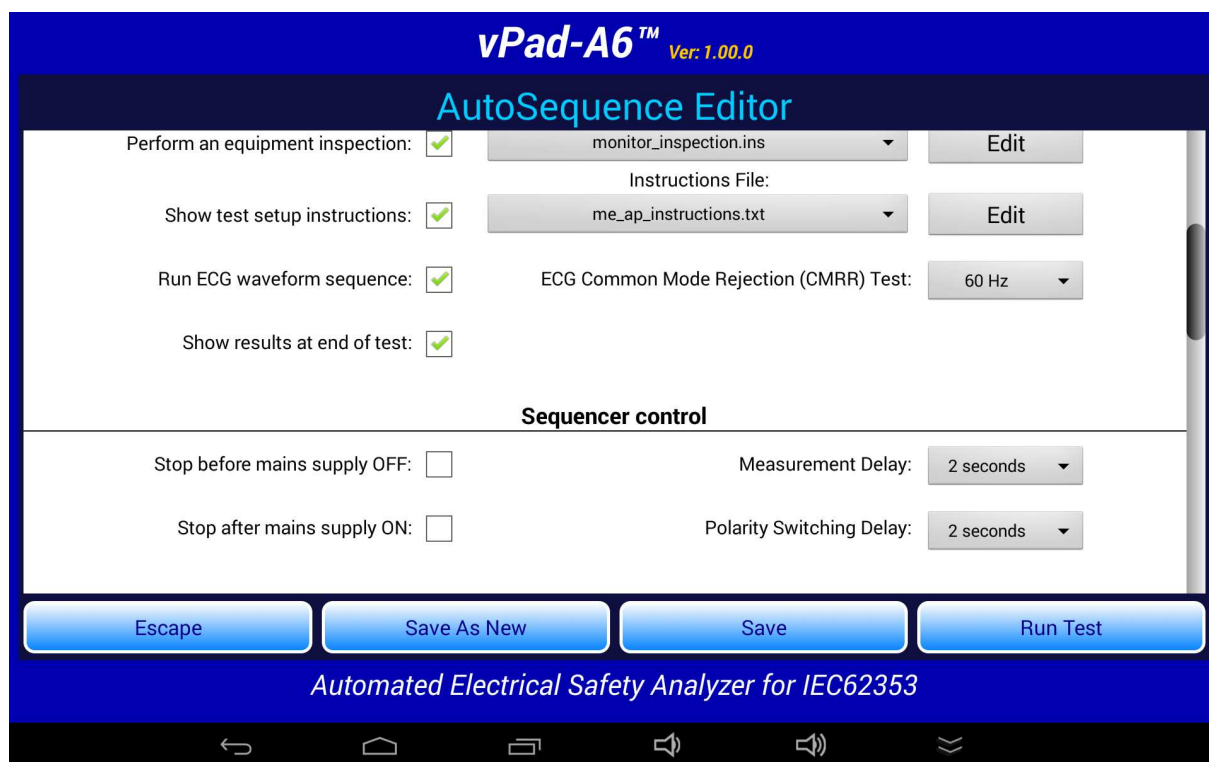 vPad-A6™ Ver: 1.00.0
AutoSequence Editor
Perform an equipment inspection: monitor_inspection.ins Edit
Instructions File:
Show test setup instructions: me_ap_instructions.txt Edit
Run ECG waveform sequence: ECG Common Mode Rejection (CMRR) Test: 60 Hz
Show results at end of test:
Sequencer control
Stop before mains supply OFF: Measurement Delay: 2 seconds
Stop after mains supply ON: Polarity Switching Delay: 2 seconds
Escape Save As New Save Run Test
Automated Electrical Safety Analyzer for IEC62353